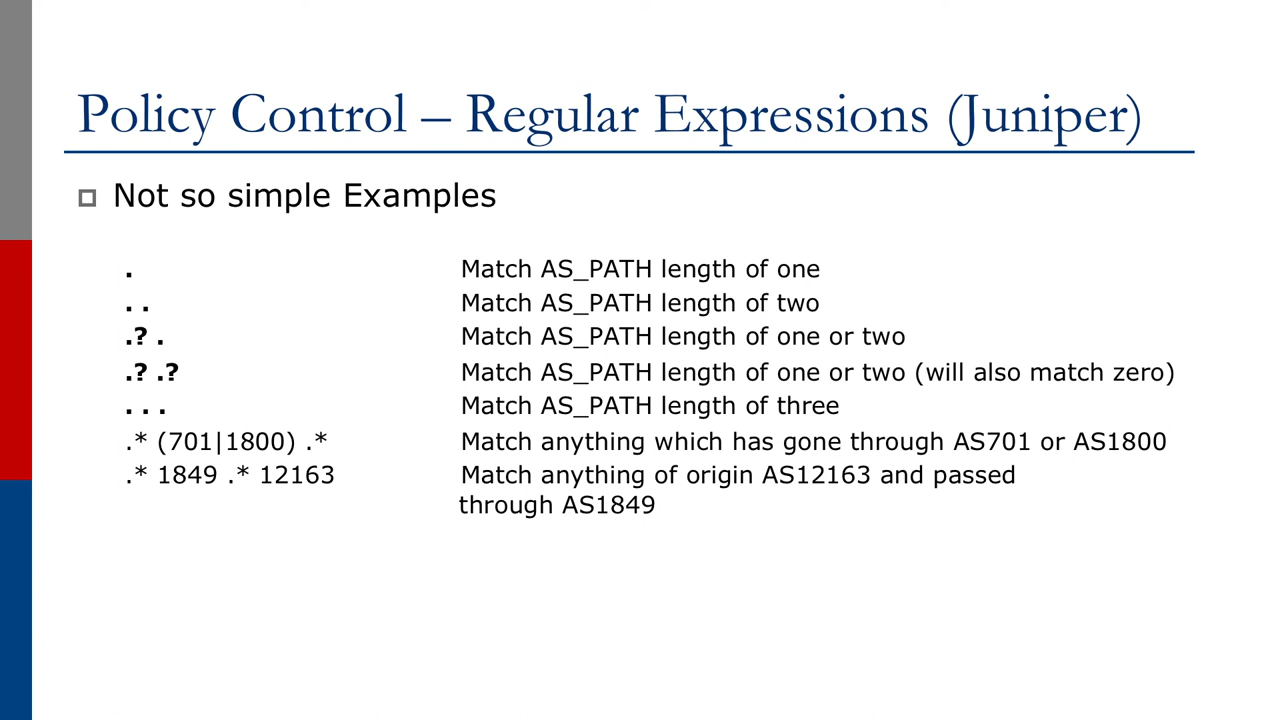 Policy Control – Regular Expressions (Juniper)
Not so simple Examples
. Match AS_PATH length of one
. . Match AS_PATH length of two
.? . Match AS_PATH length of one or two
.? .? Match AS_PATH length of one or two (will also match zero)
. . . Match AS_PATH length of three
.* (701|1800) .* Match anything which has gone through AS701 or AS1800
.* 1849 .* 12163 Match anything of origin AS12163 and passed
through AS1849